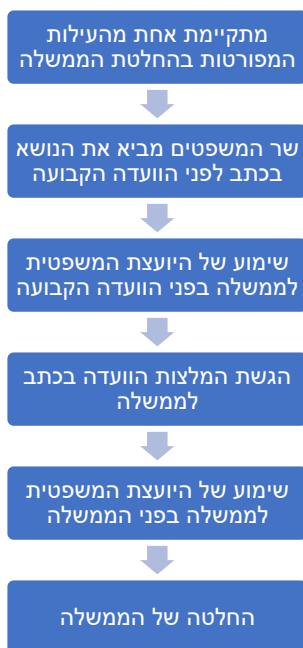 מתקיימת אחת מהעילות
המפורטות בהחלטת הממשלה
שר המשפטים מביא את הנושא
בכתב לפני הוועדה הקבועה
שימוע של היועצת המשפטית
לממשלה בפני הוועדה הקבועה
הגשת המלצות הוועדה בכתב
לממשלה
שימוע של היועצת המשפטית
לממשלה בפני הממשלה
החלטה של הממשלה